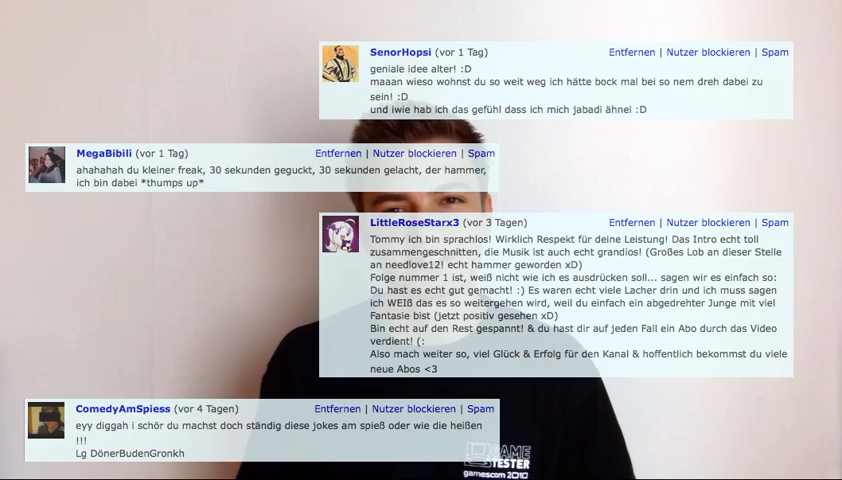 SenorHopsi (vor 1 Tag) Entfernen | Nutzer blockieren | Spam
geniale idee alter! :D
maaan wieso wohnst du so weit weg ich hätte bock mal bei so nem dreh dabei zu
sein! :D
und iwie hab ich das gefühl dass ich mich jabadi ähnel :D
MegaBibili (vor 1 Tag) Entfernen | Nutzer blockieren | Spam
ahahahah du kleiner freak, 30 sekunden geguckt, 30 sekunden gelacht, der hammer,
ich bin dabei *thumps up*
LittleRoseStarx3 (vor 3 Tagen) Entfernen | Nutzer blockieren | Spam
Tommy ich bin sprachlos! Wirklich Respekt für deine Leistung! Das Intro echt toll
zusammengeschnitten, die Musik ist auch echt grandios! (Großes Lob an dieser Stelle
an needlove12! echt hammer geworden xD)
Folge nummer 1 ist, weiß nicht wie ich es ausdrücken soll... sagen wir es einfach so:
Du hast es echt gut gemacht! :) Es waren echt viele Lacher drin und ich muss sagen
ich WEIß das es so weitergehen wird, weil du einfach ein abgedrehter Junge mit viel
Fantasie bist (jetzt positiv gesehen xD)
Bin echt auf den Rest gespannt! & du hast dir auf jeden Fall ein Abo durch das Video
verdient! (:
Also mach weiter so, viel Glück & Erfolg für den Kanal & hoffentlich bekommst du viele
neue Abos <3
ComedyAmSpiess (vor 4 Tagen) Entfernen | Nutzer blockieren | Spam
eyy diggah i schör du machst doch ständig diese jokes am spieß oder wie die heißen
!!!
Lg DönerBudenGronkh
GAME
TESTER
gamescom 2010